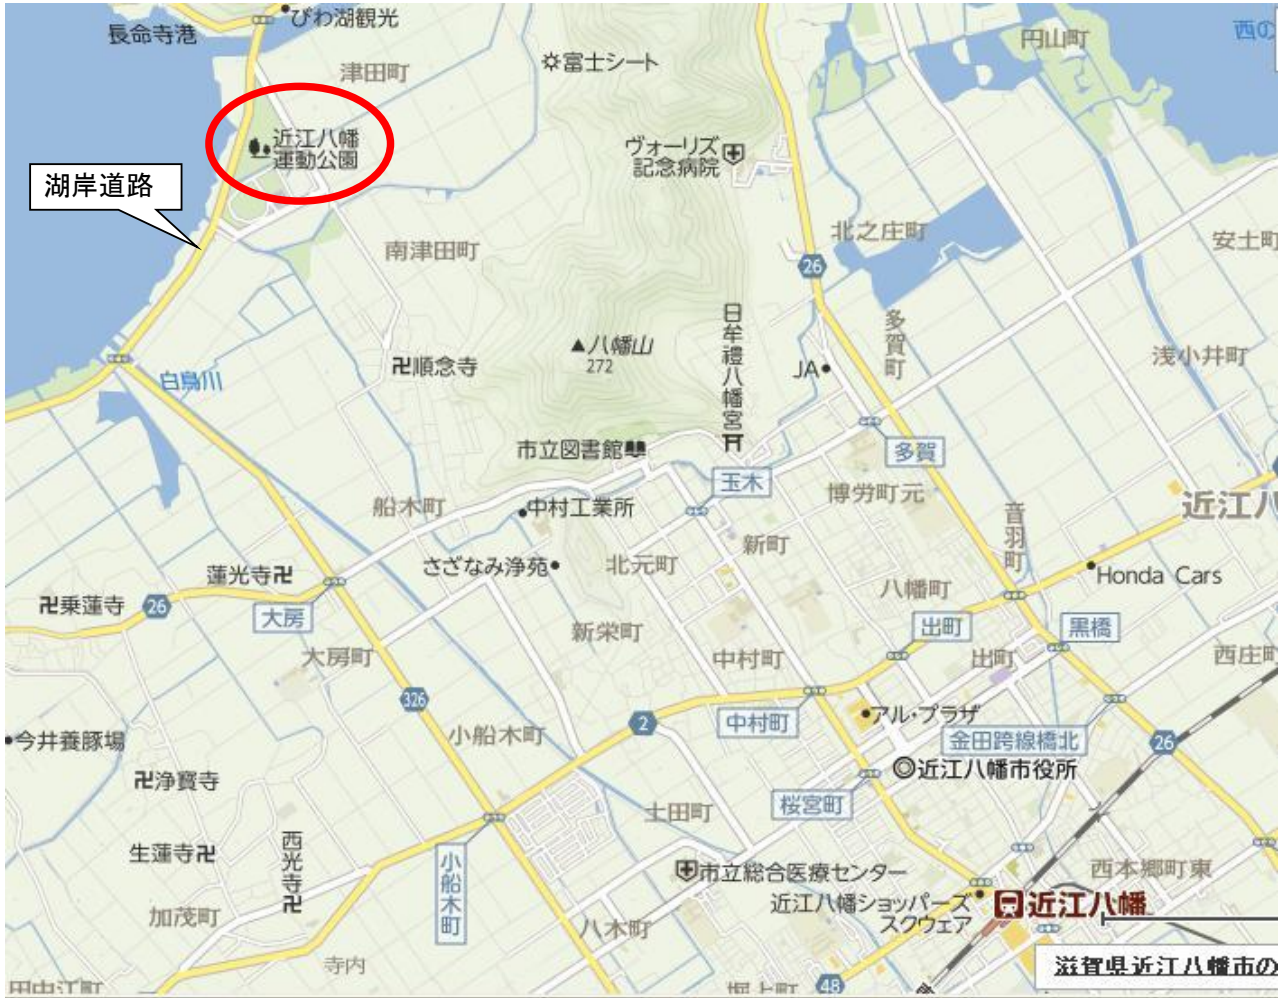 びわ湖観光
長命寺港
円山町
西の
津田町
富士シート
近江八幡
運動公園
ヴォーリズ
記念病院
湖岸道路
北之庄町
安土町
南津田町
26
日牟禮八幡宮
多賀町
八幡山
272
浅小井町
卍順念寺
JA
白鳥川
市立図書館
多賀
玉木
博労町元
近江八
船木町
中村工業所
音羽町
新町
さざなみ浄苑
北元町
Honda Cars
蓮光寺卍
八幡町
卍乗蓮寺
26
大房
新栄町
出町
黒橋
大房町
中村町
出町
西庄町
326
アル・プラザ
2
中村町
小船木町
金田跨線橋北
26
今井養豚場
近江八幡市役所
卍浄寳寺
桜宮町
土田町
生蓮寺卍
西光寺卍
小船木町
市立総合医療センター
西本郷町東
近江八幡ショッパーズ
スクウェア
近江八幡
加茂町
八木町
寺内
滋賀県近江八幡市の
田中江町
堀上町
48